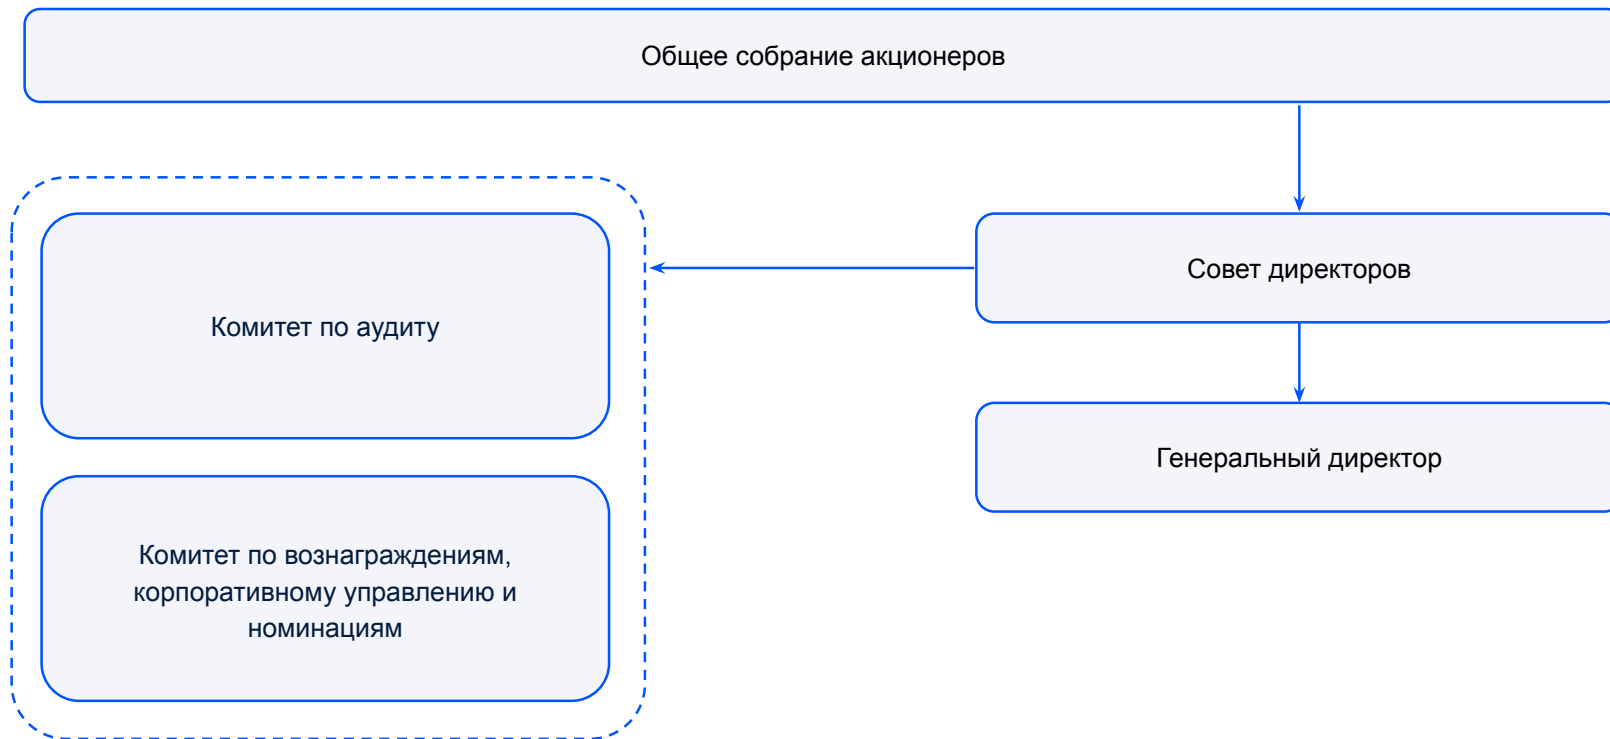 Общее собрание акционеров
Совет директоров
Комитет по аудиту
Генеральный директор
Комитет по вознаграждениям,
корпоративному управлению и
номинациям